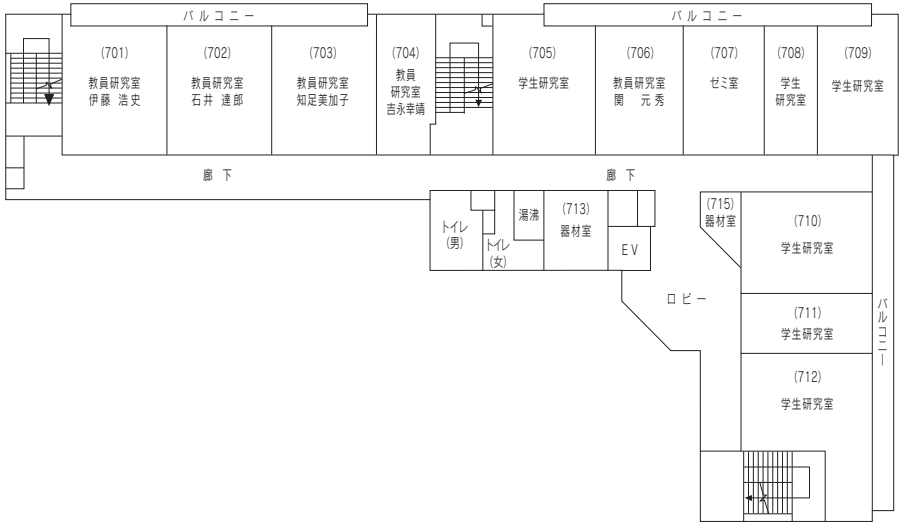 バルコニー
バルコニー
(701)
教員研究室
伊藤 浩史
(702)
教員研究室
石井 達郎
(703)
教員研究室
知足美加子
(704)
教員
研究室
吉永幸靖
(705)
学生研究室
(706)
教員研究室
関 元秀
(707)
ゼミ室
(708)
学生
研究室
(709)
学生研究室
廊下
廊下
トイレ
(男)
トイレ
(女)
湯沸
(713)
器材室
EV
(715)
器材室
(710)
学生研究室
ロビー
(711)
学生研究室
バルコニー
(712)
学生研究室